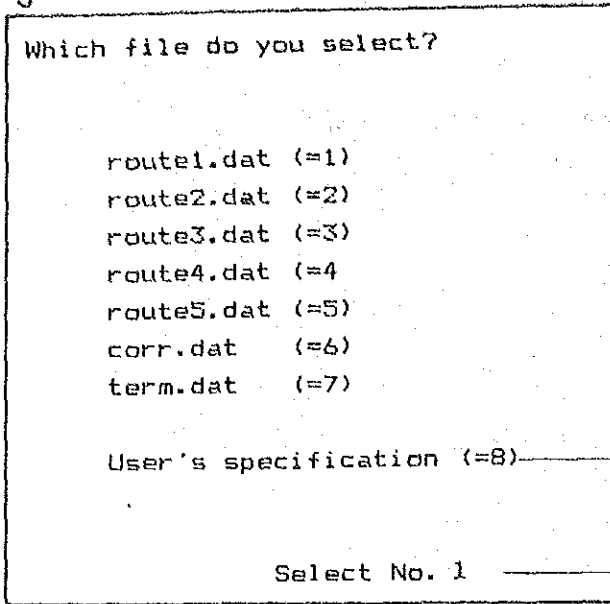 Which file do you select?
route1.dat (=1)
route2.dat (=2)
route3.dat (=3)
route4.dat (=4
route5.dat (=5)
corr.dat (=6)
term.dat (=7)
User's specification (=8)
Select No. 1